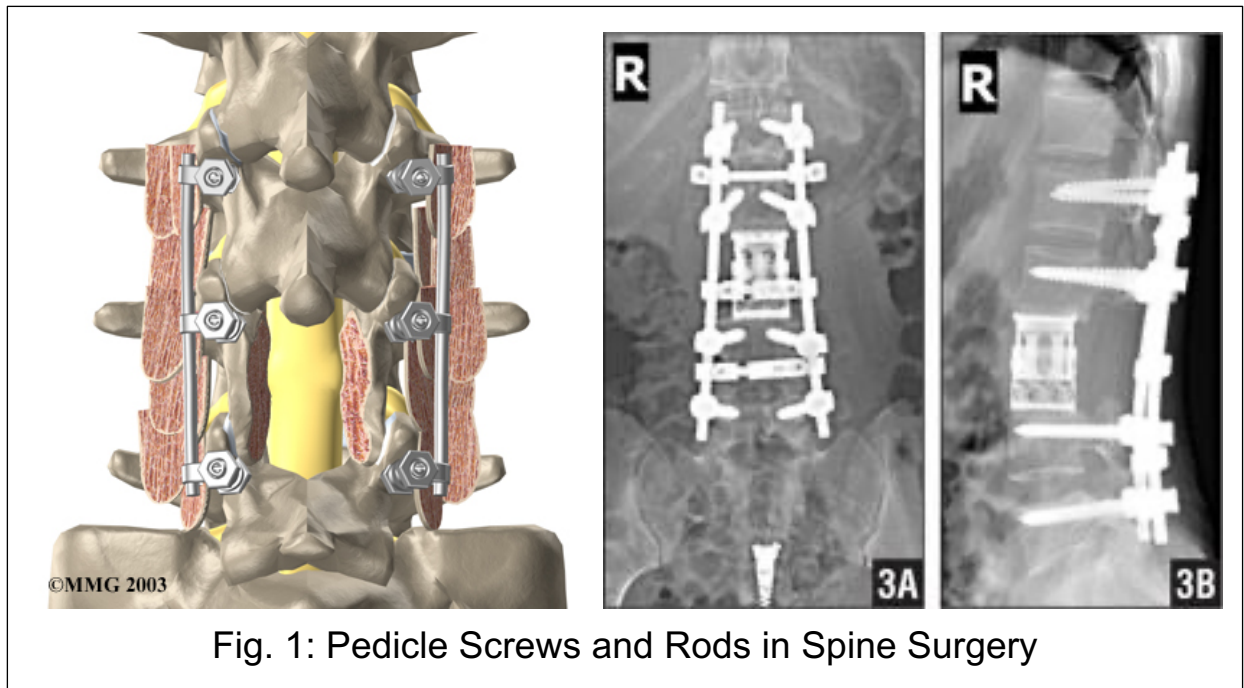 ©MMG 2003
R
3A
R
3B
Fig. 1: Pedicle Screws and Rods in Spine Surgery